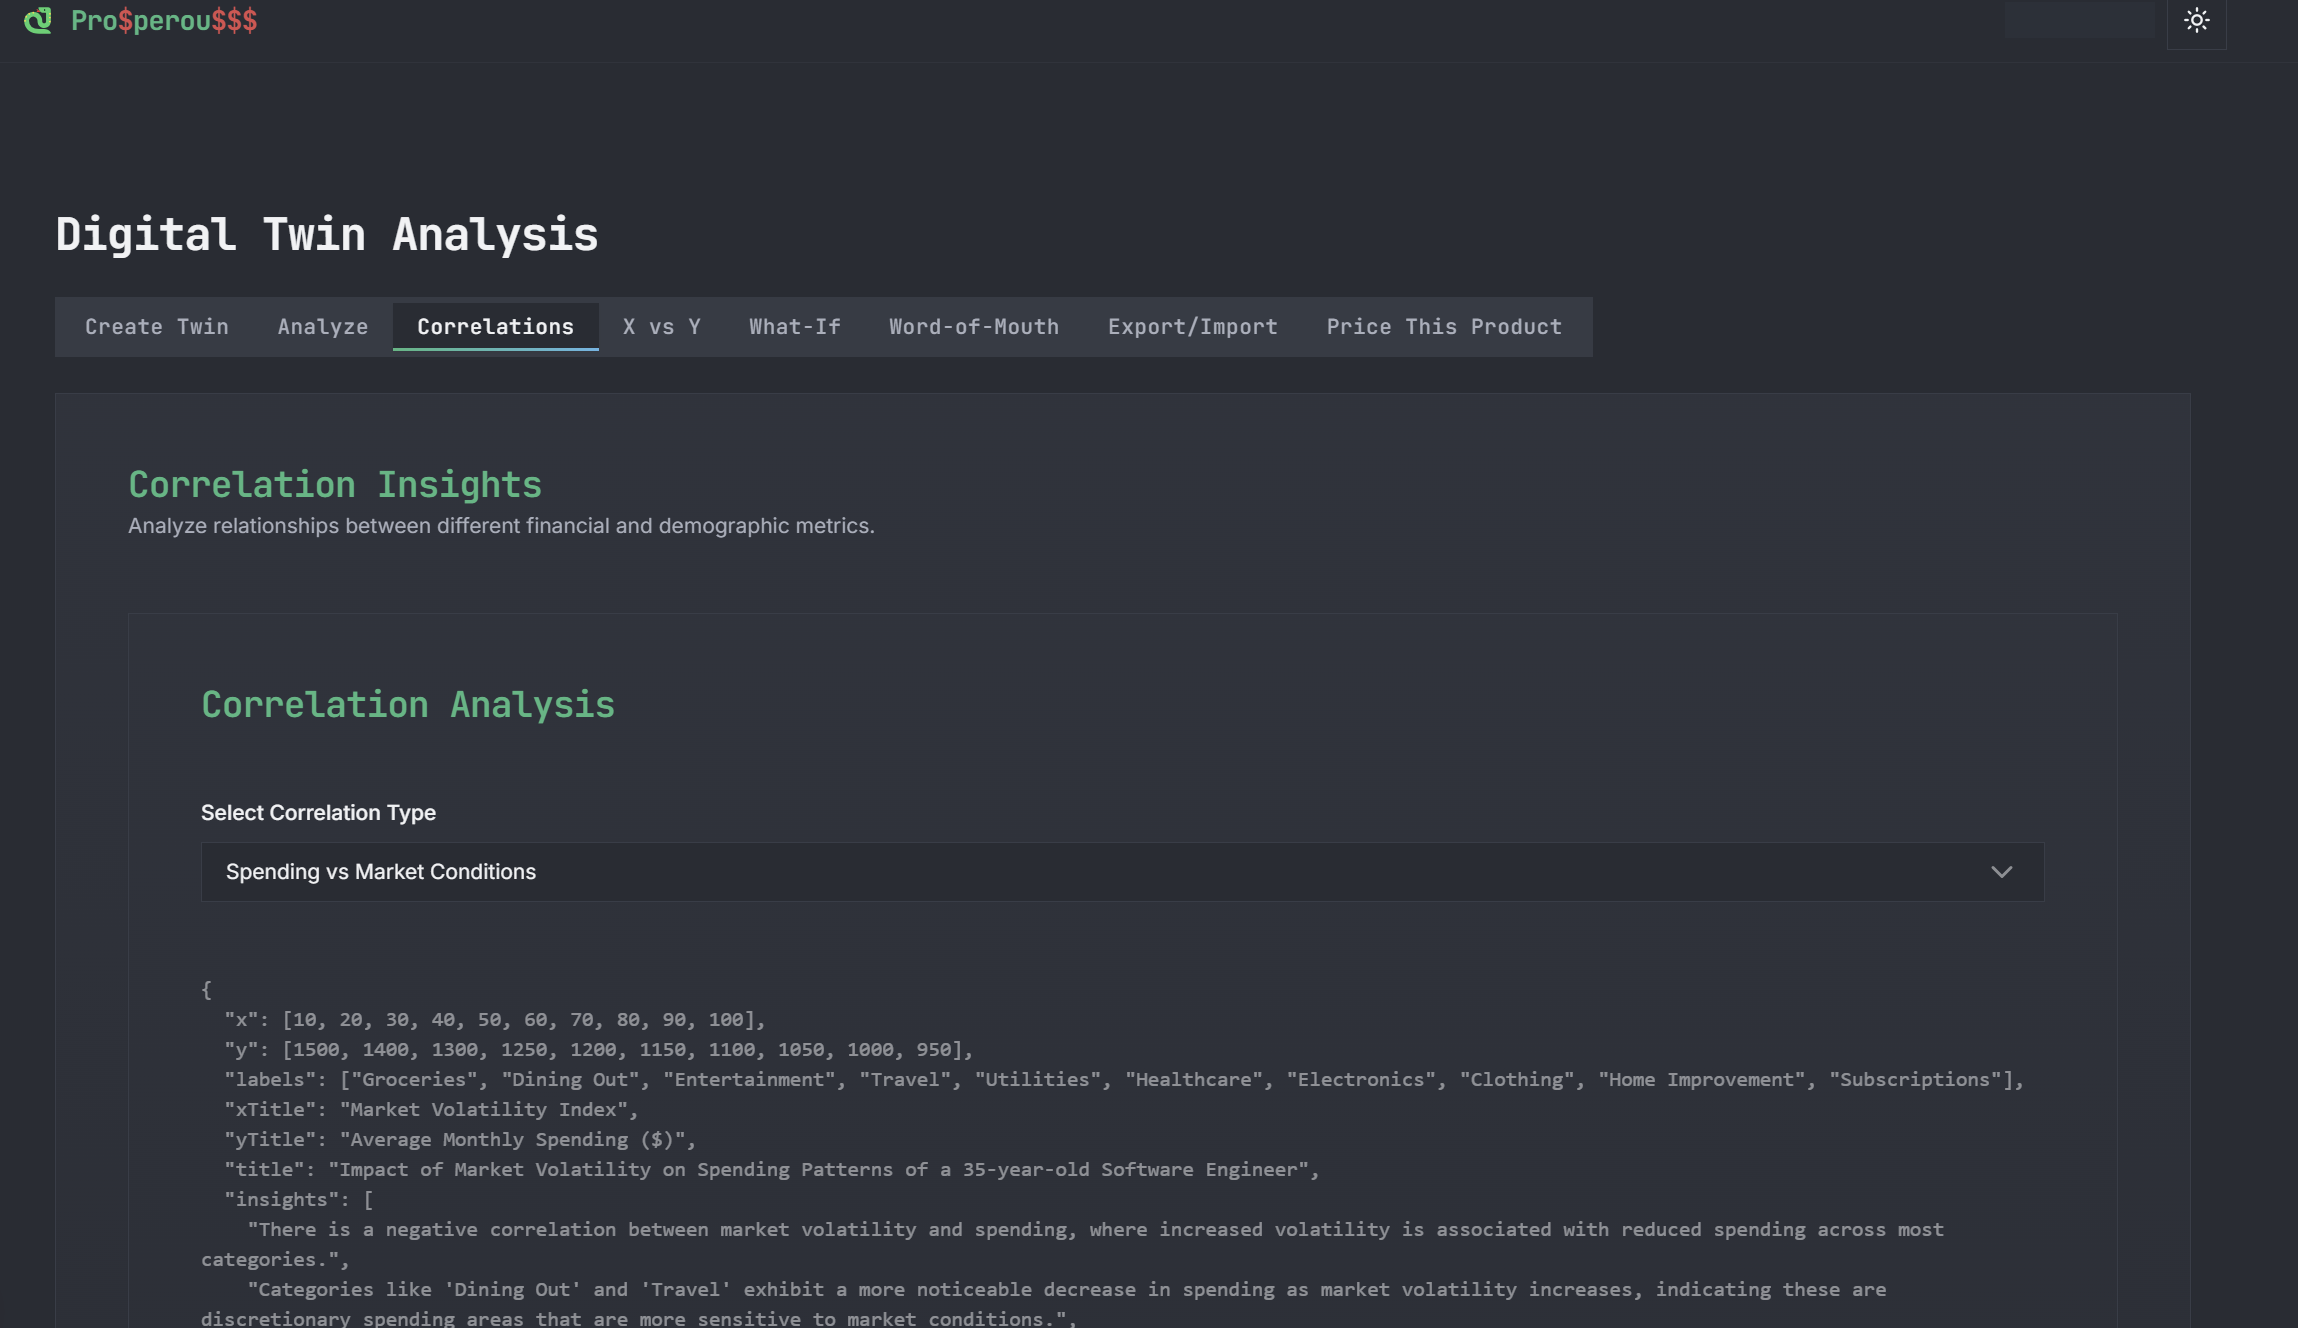 Pro$perou$$$
Digital Twin Analysis
Create Twin Analyze Correlations X vs Y What-If Word-of-Mouth Export/Import Price This Product
Correlation Insights
Analyze relationships between different financial and demographic metrics.
Correlation Analysis
Select Correlation Type
Spending vs Market Conditions
{
"x": [10, 20, 30, 40, 50, 60, 70, 80, 90, 100],
"y": [1500, 1400, 1300, 1250, 1200, 1150, 1100, 1050, 1000, 950],
"labels": ["Groceries", "Dining Out", "Entertainment", "Travel", "Utilities", "Healthcare", "Electronics", "Clothing", "Home Improvement", "Subscriptions"],
"xTitle": "Market Volatility Index",
"yTitle": "Average Monthly Spending ($)",
"title": "Impact of Market Volatility on Spending Patterns of a 35-year-old Software Engineer",
"insights": [
"There is a negative correlation between market volatility and spending, where increased volatility is associated with reduced spending across most
categories.",
"Categories like 'Dining Out' and 'Travel' exhibit a more noticeable decrease in spending as market volatility increases, indicating these are
discretionary spending areas that are more sensitive to market conditions.",